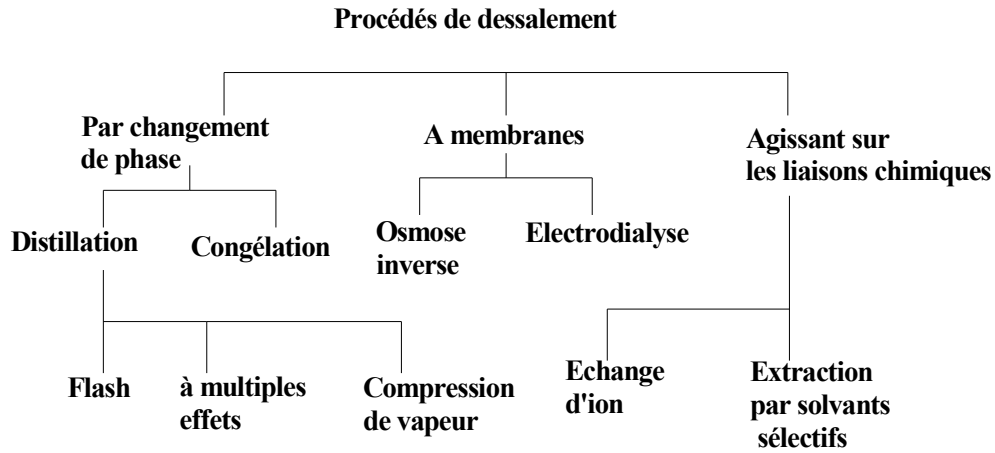 Procédés de dessalement
Par changement
de phase
A membranes
Agissant sur
les liaisons chimiques
Distillation
Congélation
Osmose
inverse
Electrodialyse
Flash
à multiples
effets
Compression
de vapeur
Echange
d'ion
Extraction
par solvants
sélectifs